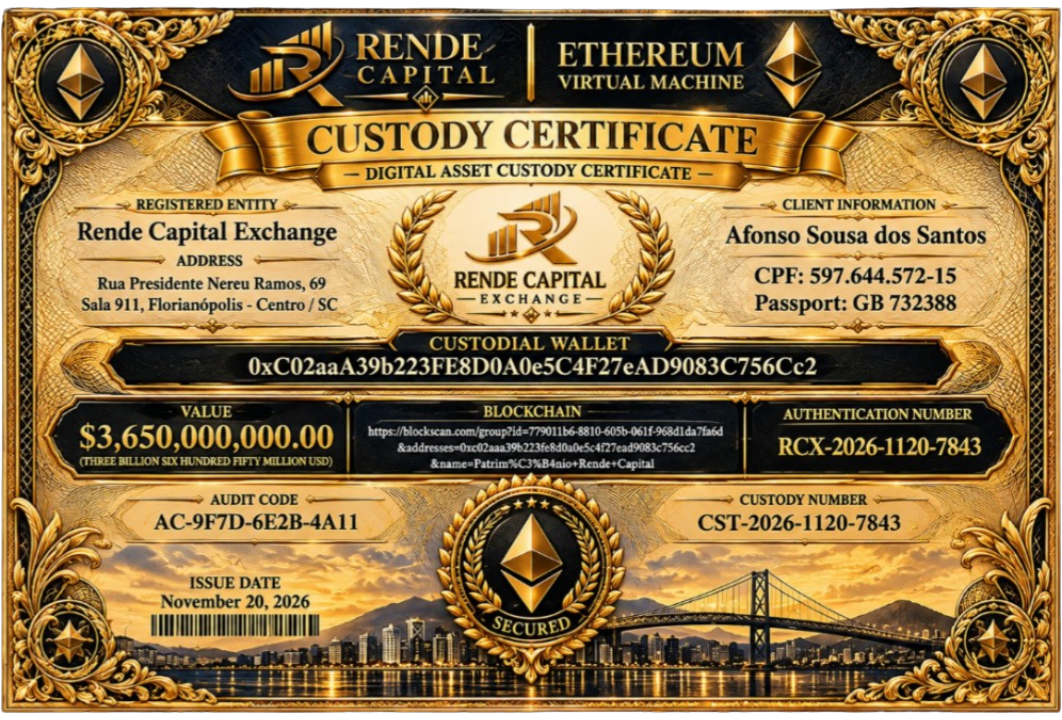 RENDE CAPITAL
ETHEREUM
VIRTUAL MACHINE
CUSTODY CERTIFICATE
DIGITAL ASSET CUSTODY CERTIFICATE
REGISTERED ENTITY
Rende Capital Exchange
ADDRESS
Rua Presidente Nereu Ramos, 69
Sala 911, Florianópolis - Centro / SC
RENDE CAPITAL
EXCHANGE
CLIENT INFORMATION
Afonso Sousa dos Santos
CPF: 597.644.572-15
Passport: GB 732388
CUSTODIAL WALLET
0xC02aaA39b223FE8D0A0e5C4F27eAD9083C756Cc2
VALUE
$3,650,000,000.00
(THREE BILLION SIX HUNDRED FIFTY MILLION USD)
BLOCKCHAIN
https://blockscan.com/group?id=779011b6-8810-605b-061f-968d1da7fa6d
&addresses=0xc02aaa39b223fe8d0a0e5c4f27ead9083c756cc2
&name=Patrim%C3%B4nio+Rende+Capital
AUTHENTICATION NUMBER
RCX-2026-1120-7843
AUDIT CODE
AC-9F7D-6E2B-4A11
CUSTODY NUMBER
CST-2026-1120-7843
ISSUE DATE
November 20, 2026
SECURED